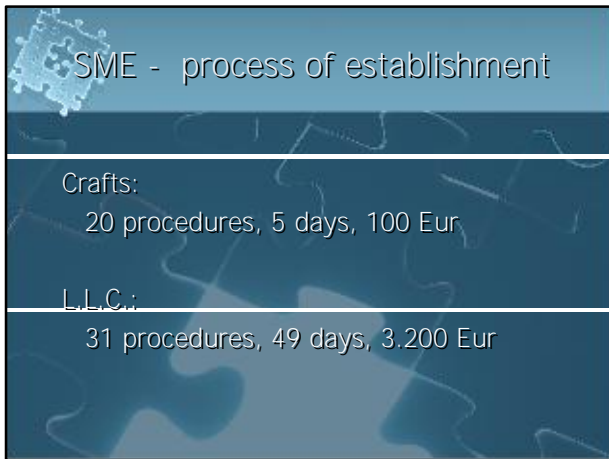 SME - process of establishment
Crafts:
20 procedures, 5 days, 100 Eur
L.L.C.:
31 procedures, 49 days, 3.200 Eur